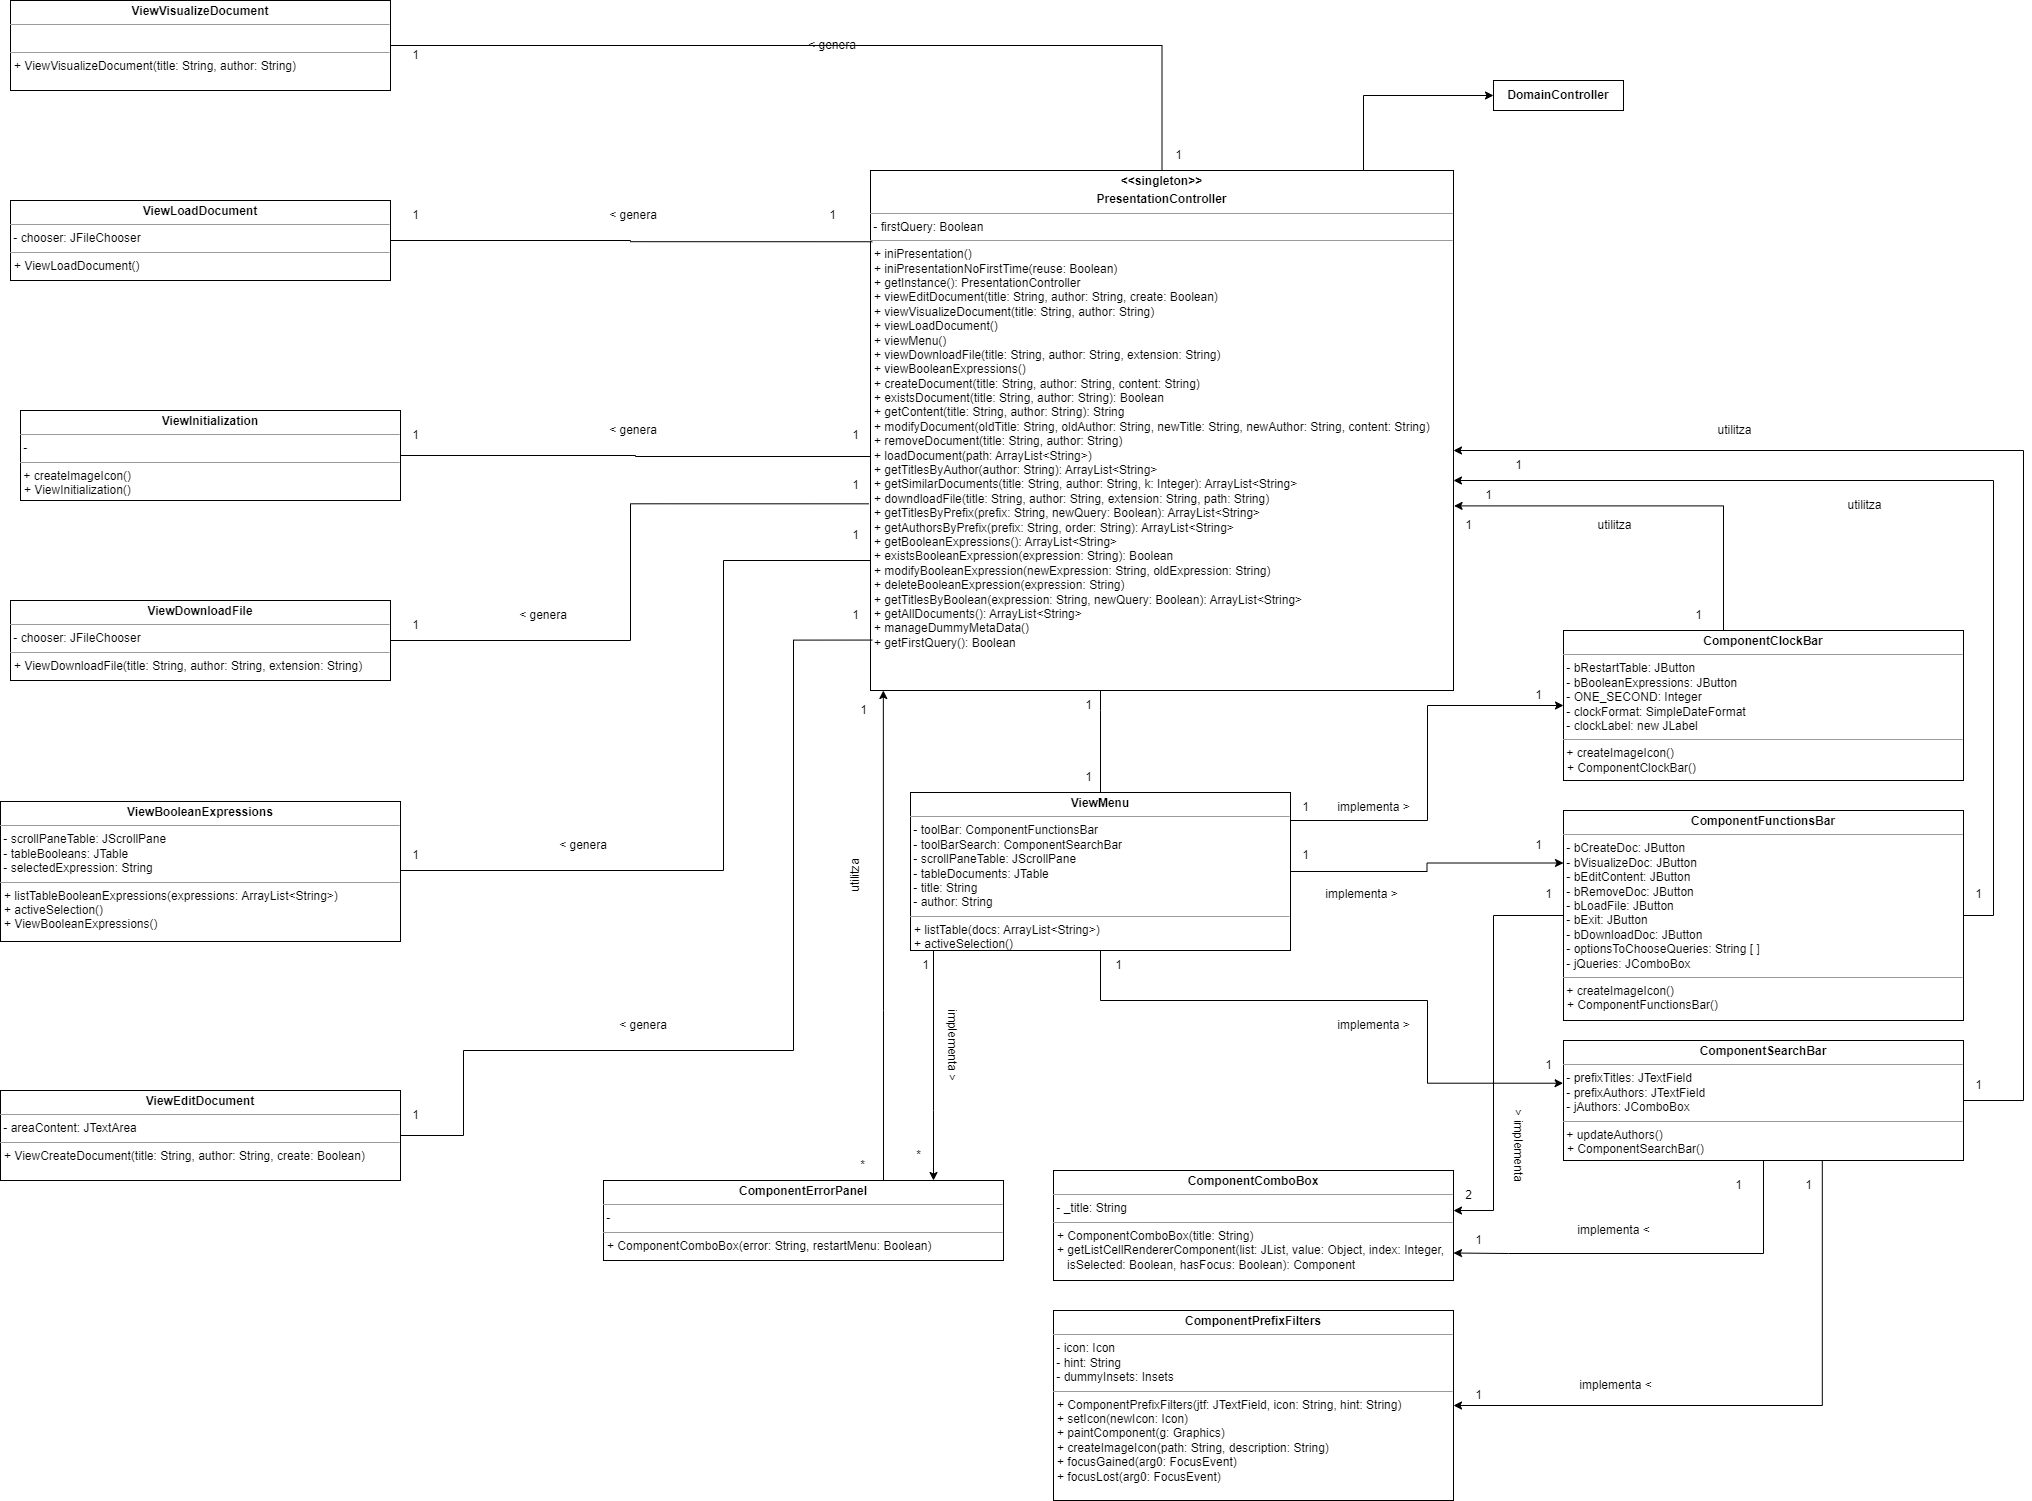 ViewVisualizeDocument
+ ViewVisualizeDocument(title: String, author: String)
1
< genera
1
DomainController
<<singleton>>
PresentationController
- firstQuery: Boolean
+ iniPresentation()
+ iniPresentationNoFirstTime(reuse: Boolean)
+ getInstance(): PresentationController
+ viewEditDocument(title: String, author: String, create: Boolean)
+ viewVisualizeDocument(title: String, author: String)
+ viewLoadDocument()
+ viewMenu()
+ viewDownloadFile(title: String, author: String, extension: String)
+ viewBooleanExpressions()
+ createDocument(title: String, author: String, content: String)
+ existsDocument(title: String, author: String): Boolean
+ getContent(title: String, author: String): String
+ modifyDocument(oldTitle: String, oldAuthor: String, newTitle: String, newAuthor: String, content: String)
+ removeDocument(title: String, author: String)
+ loadDocument(path: ArrayList<String>)
+ getTitlesByAuthor(author: String): ArrayList<String>
+ getSimilarDocuments(title: String, author: String, k: Integer): ArrayList<String>
+ downdloadFile(title: String, author: String, extension: String, path: String)
+ getTitlesByPrefix(prefix: String, newQuery: Boolean): ArrayList<String>
+ getAuthorsByPrefix(prefix: String, order: String): ArrayList<String>
+ getBooleanExpressions(): ArrayList<String>
+ existsBooleanExpression(expression: String): Boolean
+ modifyBooleanExpression(newExpression: String, oldExpression: String)
+ deleteBooleanExpression(expression: String)
+ getTitlesByBoolean(expression: String, newQuery: Boolean): ArrayList<String>
+ getAllDocuments(): ArrayList<String>
+ manageDummyMetaData()
+ getFirstQuery(): Boolean
ViewLoadDocument
- chooser: JFileChooser
+ ViewLoadDocument()
1
< genera
1
ViewInitialization
-
+ createImageIcon()
+ ViewInitialization()
1
< genera
1
1
ViewDownloadFile
- chooser: JFileChooser
+ ViewDownloadFile(title: String, author: String, extension: String)
1
< genera
1
1
ViewBooleanExpressions
- scrollPaneTable: JScrollPane
- tableBooleans: JTable
- selectedExpression: String
+ listTableBooleanExpressions(expressions: ArrayList<String>)
+ activeSelection()
+ ViewBooleanExpressions()
1
< genera
ViewEditDocument
- areaContent: JTextArea
+ ViewCreateDocument(title: String, author: String, create: Boolean)
1
< genera
1
utilitza
*
1
1
ViewMenu
- toolBar: ComponentFunctionsBar
- toolBarSearch: ComponentSearchBar
- scrollPaneTable: JScrollPane
- tableDocuments: JTable
- title: String
- author: String
+ listTable(docs: ArrayList<String>)
+ activeSelection()
1
implementa >
*
1
1
implementa >
1
1
implementa >
1
implementa >
1
utilitza
1
utilitza
1
utilitza
1
1
ComponentClockBar
- bRestartTable: JButton
- bBooleanExpressions: JButton
- ONE_SECOND: Integer
- clockFormat: SimpleDateFormat
- clockLabel: new JLabel
+ createImageIcon()
+ ComponentClockBar()
ComponentFunctionsBar
- bCreateDoc: JButton
- bVisualizeDoc: JButton
- bEditContent: JButton
- bRemoveDoc: JButton
- bLoadFile: JButton
- bExit: JButton
- bDownloadDoc: JButton
- optionsToChooseQueries: String [ ]
- jQueries: JComboBox
+ createImageIcon()
+ ComponentFunctionsBar()
1
1
ComponentSearchBar
- prefixTitles: JTextField
- prefixAuthors: JTextField
- jAuthors: JComboBox
+ updateAuthors()
+ ComponentSearchBar()
1
1
1
< implementa
2
ComponentErrorPanel
-
+ ComponentComboBox(error: String, restartMenu: Boolean)
ComponentComboBox
- _title: String
+ ComponentComboBox(title: String)
+ getListCellRendererComponent(list: JList, value: Object, index: Integer,
isSelected: Boolean, hasFocus: Boolean): Component
implementa <
1
ComponentPrefixFilters
- icon: Icon
- hint: String
- dummyInsets: Insets
+ ComponentPrefixFilters(jtf: JTextField, icon: String, hint: String)
+ setIcon(newIcon: Icon)
+ paintComponent(g: Graphics)
+ createImageIcon(path: String, description: String)
+ focusGained(arg0: FocusEvent)
+ focusLost(arg0: FocusEvent)
implementa <
1